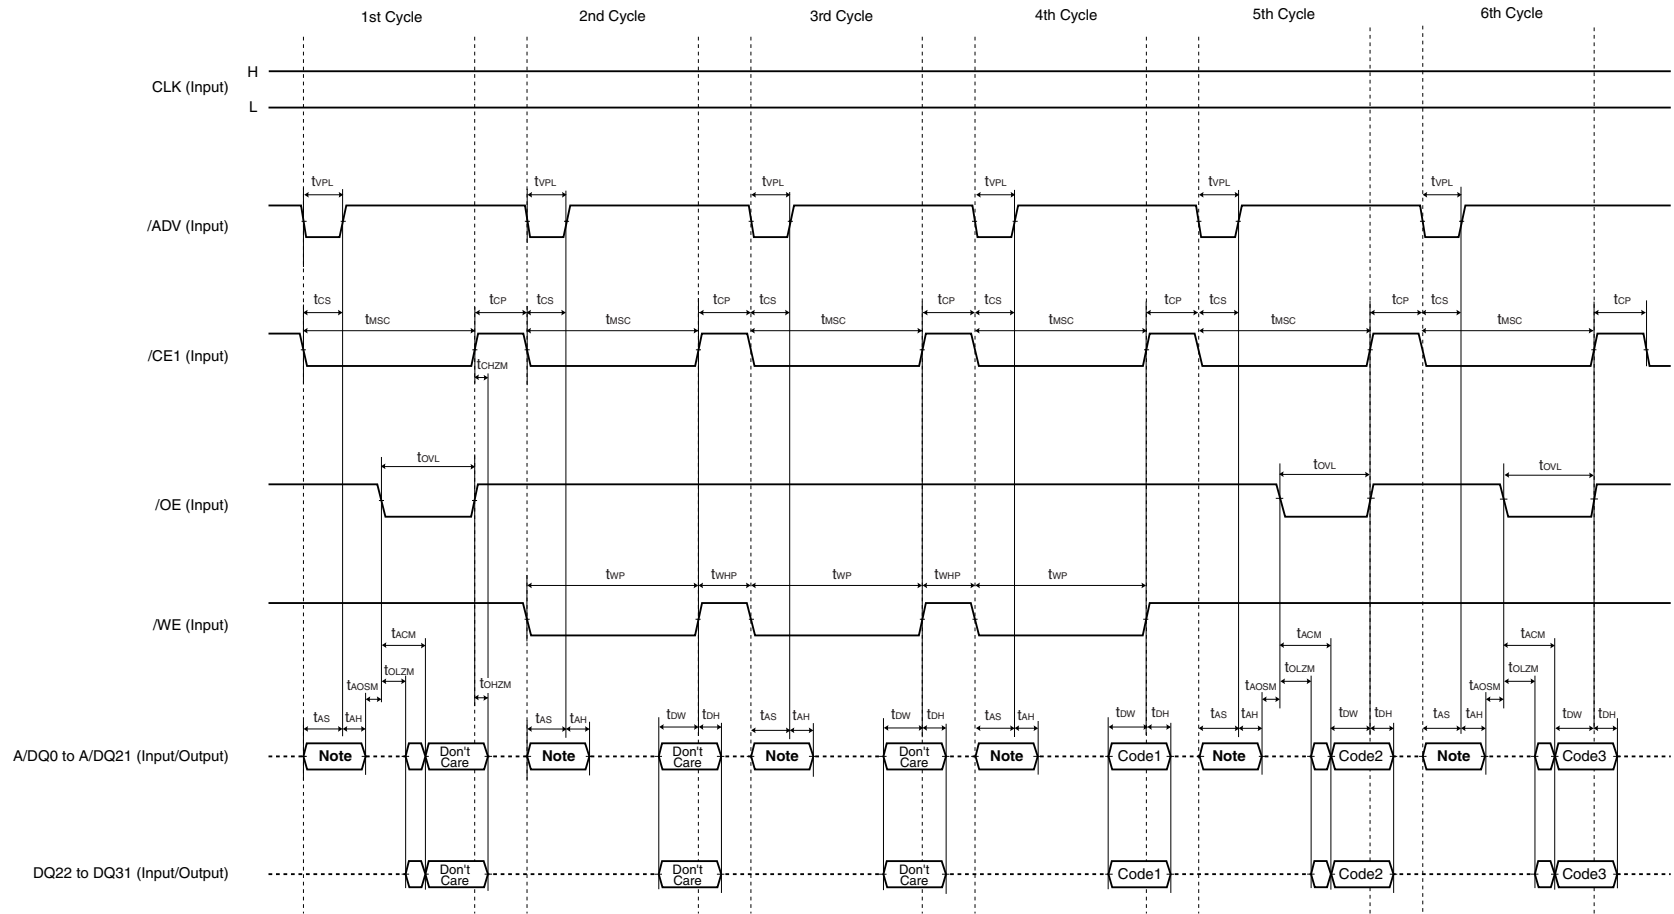 1st Cycle 2nd Cycle 3rd Cycle 4th Cycle 5th Cycle 6th Cycle
H
CLK (Input)
L
tVPL tVPL tVPL tVPL tVPL tVPL
/ADV (Input)
tCS tCP tCS tCP tCS tCP tCS tCP tCS tCP tCS tCP
tMSC tMSC tMSC tMSC tMSC tMSC
/CE1 (Input)
tCHZM
tOVL tOVL tOVL
/OE (Input)
tWP tWHP tWP tWHP tWP
/WE (Input)
tACM tACM tACM
tOLZM tOLZM tOLZM
tAOSM tOHZM tAOSM tAOSM
tAS tAH tAS tAH tDW tDH tAS tAH tDW tDH tAS tAH tDW tDH tAS tAH tDW tDH tAS tAH tDW tDH
A/DQ0 to A/DQ21 (Input/Output) Note Don't Care Note Don't Care Note Don't Care Note Code1 Note Code2 Note Code3
DQ22 to DQ31 (Input/Output) Don't Care Don't Care Don't Care Code1 Code2 Code3